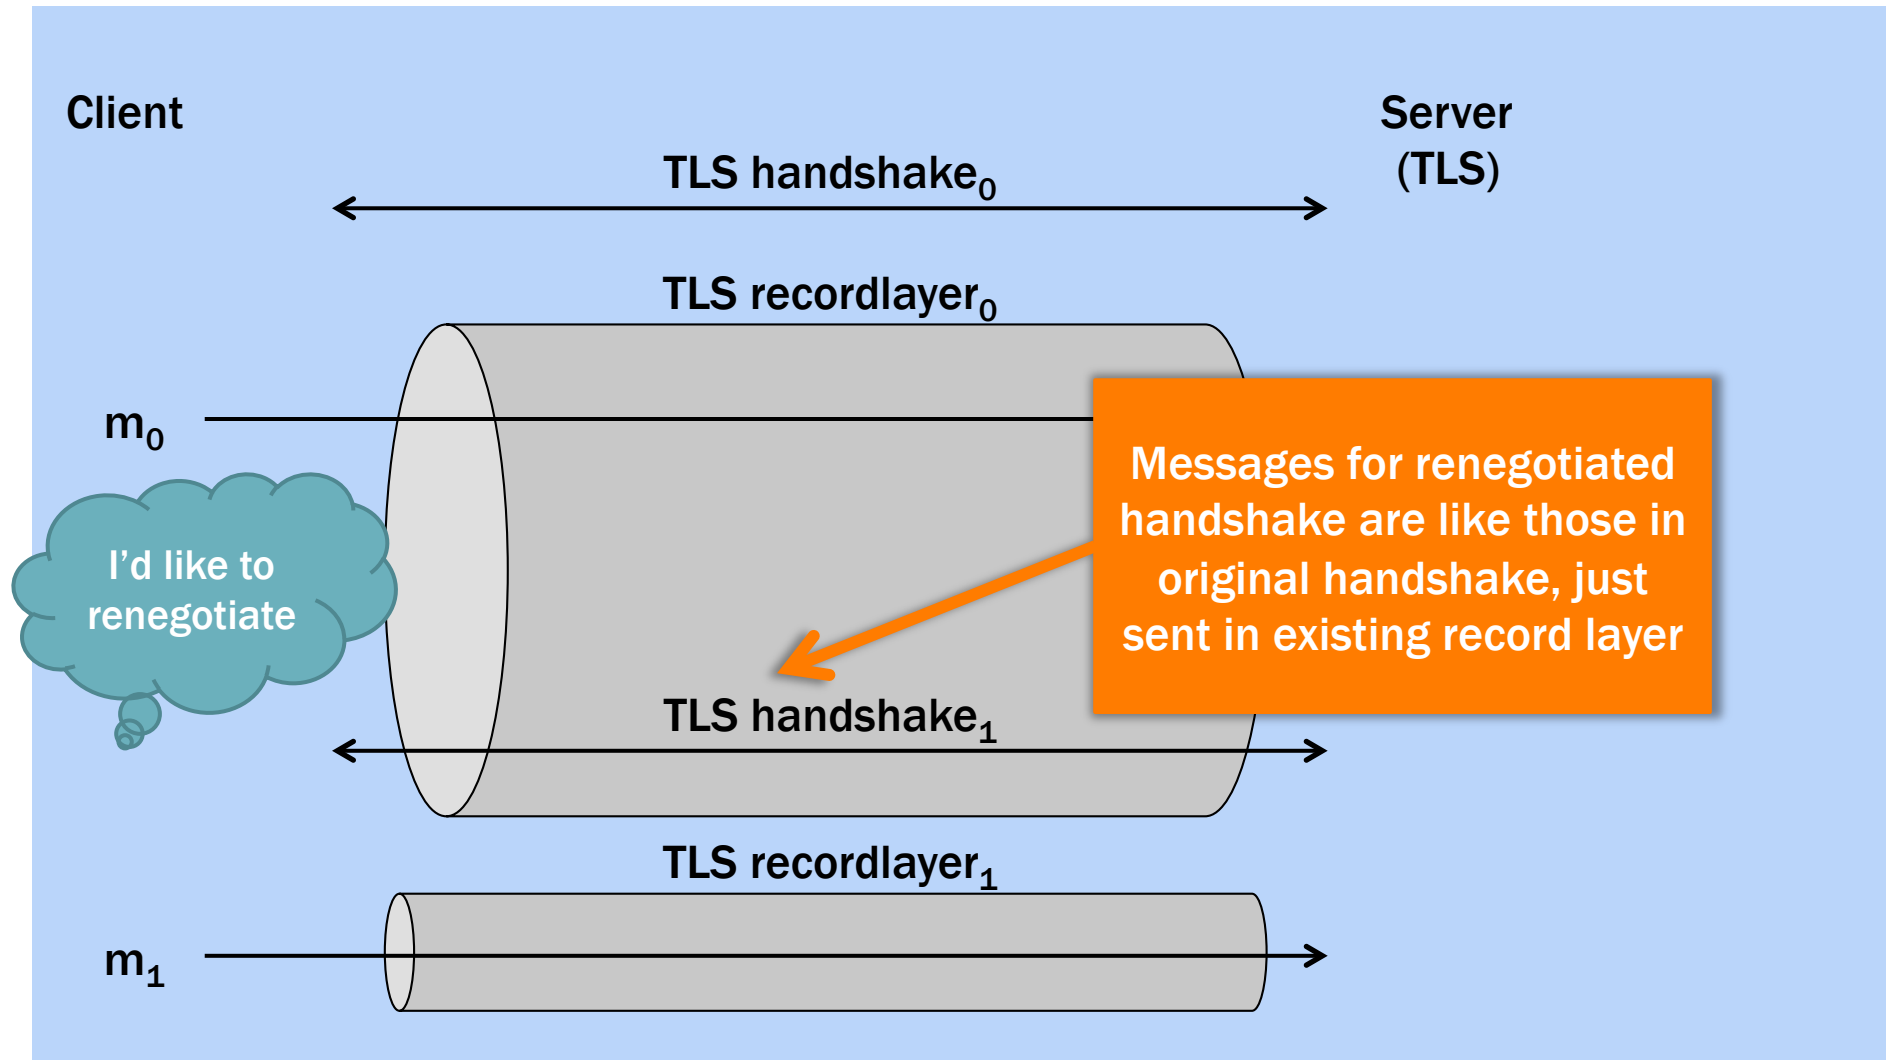 Client
Server
(TLS)
TLS handshake₀
TLS recordlayer₀
m₀
I’d like to
renegotiate
Messages for renegotiated
handshake are like those in
original handshake, just
sent in existing record layer
TLS handshake₁
TLS recordlayer₁
m₁